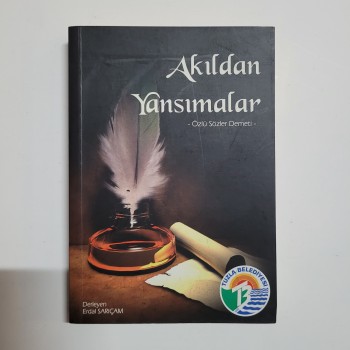 Akıldan
Yansımalar
- Özlü Sözler Demeti -
TUZLA BELEDİYESİ
Derleyen
Erdal SARIÇAM